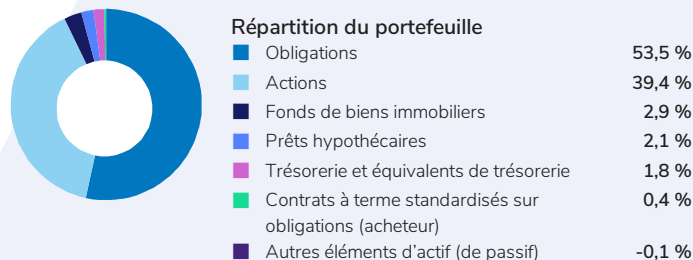 Répartition du portefeuille
Obligations 53,5 %
Actions 39,4 %
Fonds de biens immobiliers 2,9 %
Prêts hypothécaires 2,1 %
Trésorerie et équivalents de trésorerie 1,8 %
Contrats à terme standardisés sur 0,4 %
obligations (acheteur)
Autres éléments d'actif (de passif) -0,1 %